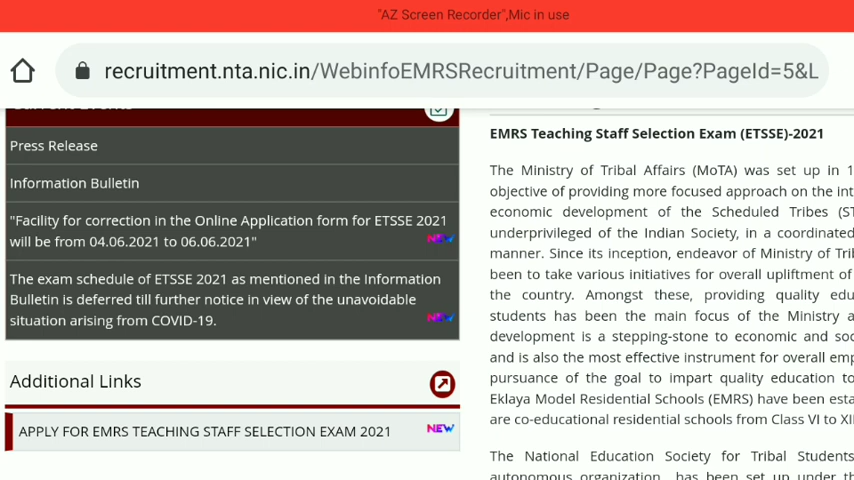 "AZ Screen Recorder",Mic in use
recruitment.nta.nic.in/WebinfoEMRSRecruitment/Page/Page?PageId=5&L
Press Release
Information Bulletin
"Facility for correction in the Online Application form for ETSSE 2021
will be from 04.06.2021 to 06.06.2021"
NEW
The exam schedule of ETSSE 2021 as mentioned in the Information
Bulletin is deferred till further notice in view of the unavoidable
situation arising from COVID-19.
NEW
Additional Links
APPLY FOR EMRS TEACHING STAFF SELECTION EXAM 2021
NEW
EMRS Teaching Staff Selection Exam (ETSSE)-2021
The Ministry of Tribal Affairs (MoTA) was set up in 1
objective of providing more focused approach on the int
economic development of the Scheduled Tribes (ST
underprivileged of the Indian Society, in a coordinated
manner. Since its inception, endeavor of Ministry of Tri
been to take various initiatives for overall upliftment of
the country. Amongst these, providing quality edu
students has been the main focus of the Ministry a
development is a stepping-stone to economic and soc
and is also the most effective instrument for overall emp
pursuance of the goal to impart quality education to
Eklaya Model Residential Schools (EMRS) have been esta
are co-educational residential schools from Class VI to XI
The National Education Society for Tribal Students
autonomous organization has been set up under th